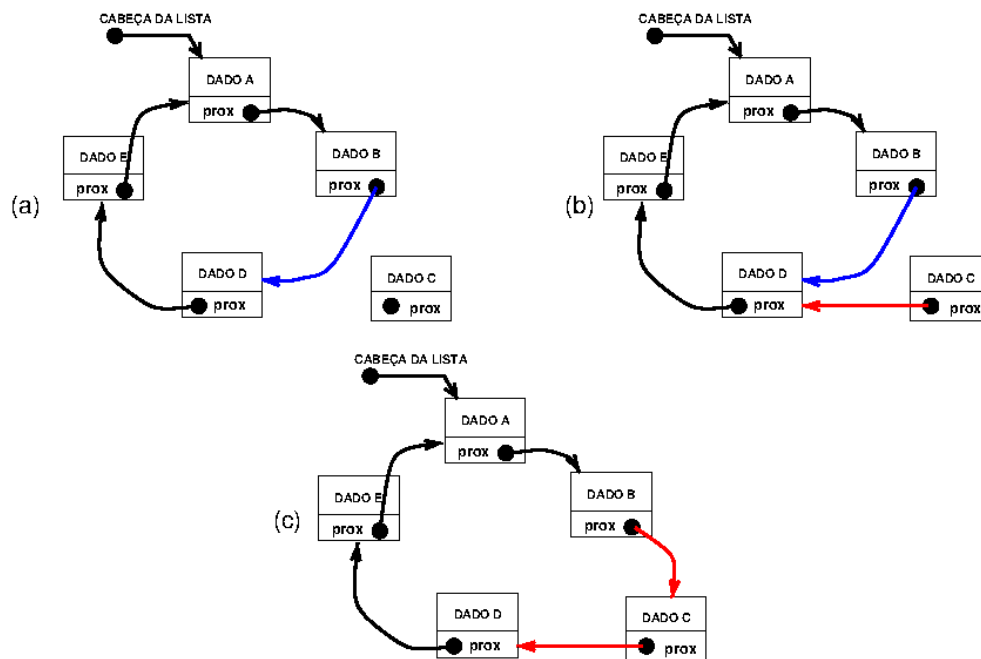 CABEÇA DA LISTA
DADO A
prox
DADO E
prox
DADO B
prox
(a)
DADO D
prox
DADO C
prox
CABEÇA DA LISTA
DADO A
prox
DADO E
prox
DADO B
prox
(b)
DADO D
prox
DADO C
prox
CABEÇA DA LISTA
DADO A
prox
DADO E
prox
DADO B
prox
(c)
DADO D
prox
DADO C
prox